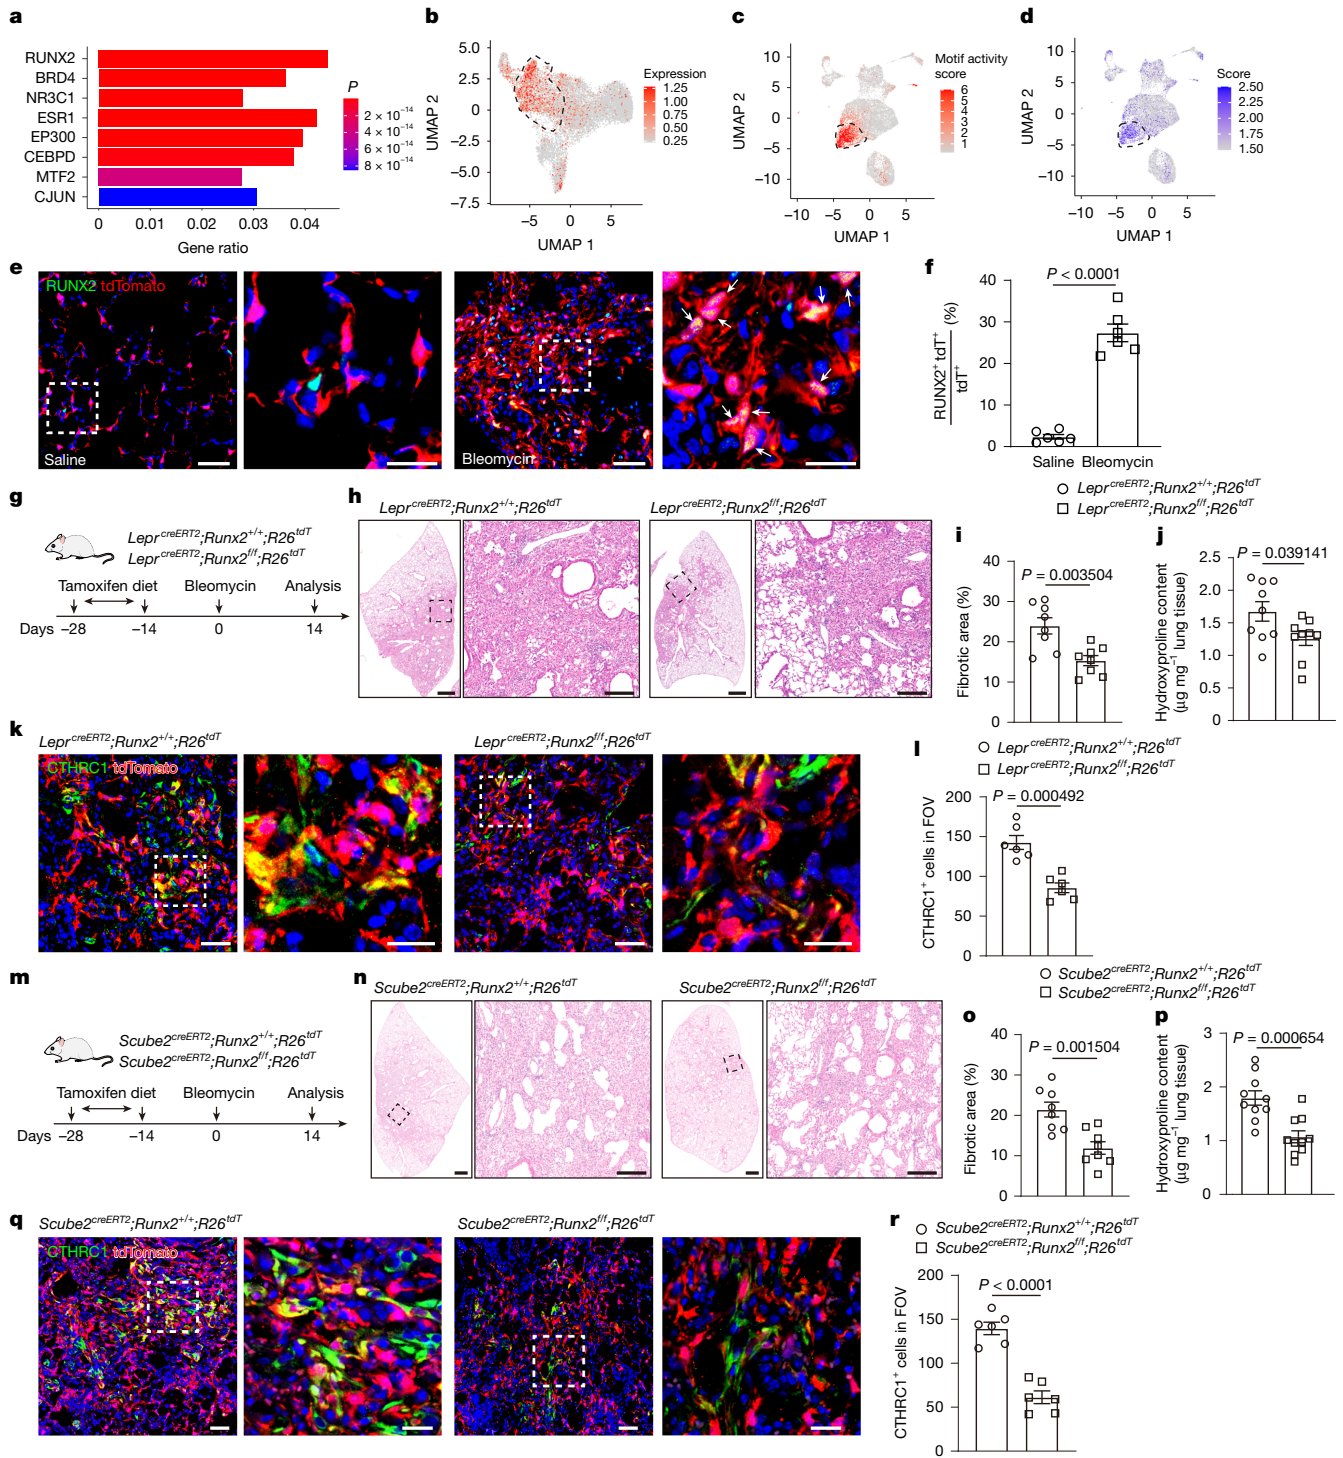 a
RUNX2
BRD4
NR3C1
ESR1
EP300
CEBPD
MTF2
CJUN
0 0.01 0.02 0.03 0.04
Gene ratio
P
2 × 10⁻¹⁴
4 × 10⁻¹⁴
6 × 10⁻¹⁴
8 × 10⁻¹⁴
b
5.0
2.5
0
−2.5
−5.0
−7.5
UMAP 2
−5 0 5
UMAP 1
Expression
1.25
1.00
0.75
0.50
0.25
c
10
5
0
−5
−10
UMAP 2
−10 −5 0 5
UMAP 1
Motif activity
score
6
5
4
3
2
1
d
10
5
0
−5
−10
UMAP 2
−10 −5 0 5
UMAP 1
Score
2.50
2.25
2.00
1.75
1.50
e
RUNX2 tdTomato
Saline
Bleomycin
f
RUNX2⁺ tdT⁺
tdT⁺
(%)
P < 0.0001
40
30
20
10
0
Saline Bleomycin
g
Lepr^creERT2;Runx2^+/+;R26^tdT
Lepr^creERT2;Runx2^f/f;R26^tdT
Tamoxifen diet Bleomycin Analysis
Days −28 −14 0 14
h
Lepr^creERT2;Runx2^+/+;R26^tdT
Lepr^creERT2;Runx2^f/f;R26^tdT
Lepr^creERT2;Runx2^+/+;R26^tdT
Lepr^creERT2;Runx2^f/f;R26^tdT
i
P = 0.003504
Fibrotic area (%)
40
30
20
10
0
j
P = 0.039141
Hydroxyproline content
(µg mg⁻¹ lung tissue)
2.5
2.0
1.5
1.0
0.5
0
k
Lepr^creERT2;Runx2^+/+;R26^tdT
Lepr^creERT2;Runx2^f/f;R26^tdT
CTHRC1 tdTomato
l
Lepr^creERT2;Runx2^+/+;R26^tdT
Lepr^creERT2;Runx2^f/f;R26^tdT
P = 0.000492
CTHRC1⁺ cells in FOV
200
150
100
50
0
m
Scube2^creERT2;Runx2^+/+;R26^tdT
Scube2^creERT2;Runx2^f/f;R26^tdT
Tamoxifen diet Bleomycin Analysis
Days −28 −14 0 14
n
Scube2^creERT2;Runx2^+/+;R26^tdT
Scube2^creERT2;Runx2^f/f;R26^tdT
Scube2^creERT2;Runx2^+/+;R26^tdT
Scube2^creERT2;Runx2^f/f;R26^tdT
o
P = 0.001504
Fibrotic area (%)
40
30
20
10
0
p
P = 0.000654
Hydroxyproline content
(µg mg⁻¹ lung tissue)
3
2
1
0
q
Scube2^creERT2;Runx2^+/+;R26^tdT
Scube2^creERT2;Runx2^f/f;R26^tdT
CTHRC1 tdTomato
r
Scube2^creERT2;Runx2^+/+;R26^tdT
Scube2^creERT2;Runx2^f/f;R26^tdT
P < 0.0001
CTHRC1⁺ cells in FOV
200
150
100
50
0